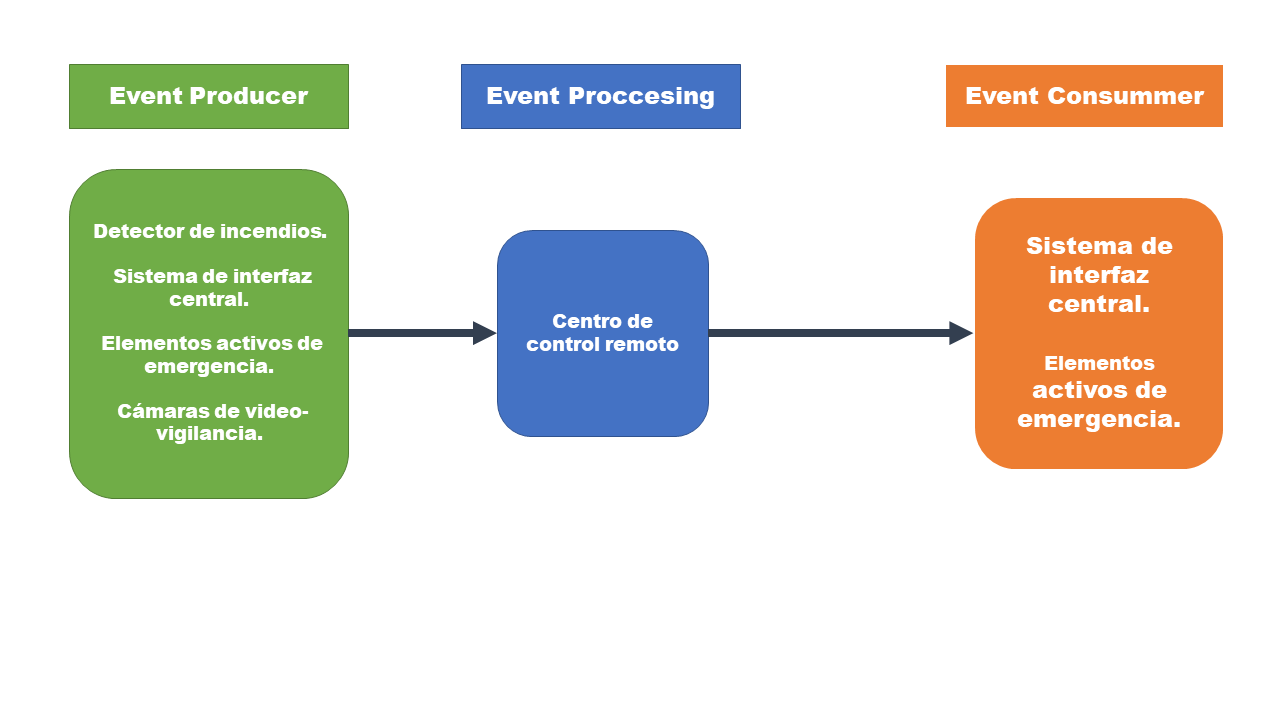 Event Producer
Event Proccesing
Event Consummer
Detector de incendios.
Sistema de interfaz
central.
Elementos activos de
emergencia.
Cámaras de video-
vigilancia.
Centro de
control remoto
Sistema de
interfaz
central.
Elementos
activos de
emergencia.